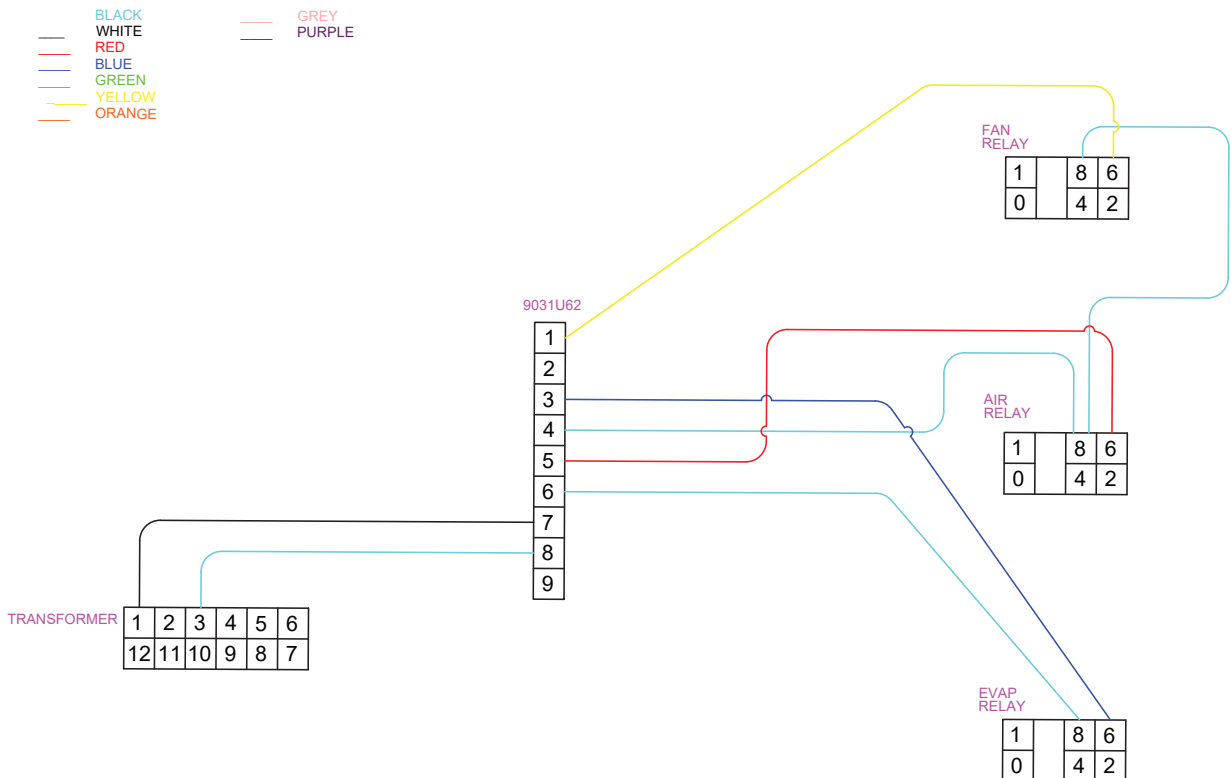 BLACK
WHITE
RED
BLUE
GREEN
YELLOW
ORANGE
GREY
PURPLE
FAN
RELAY
1 8 6
0 4 2
9031U62
1
2
3
4
5
6
7
8
9
AIR
RELAY
1 8 6
0 4 2
TRANSFORMER
1 2 3 4 5 6
12 11 10 9 8 7
EVAP
RELAY
1 8 6
0 4 2